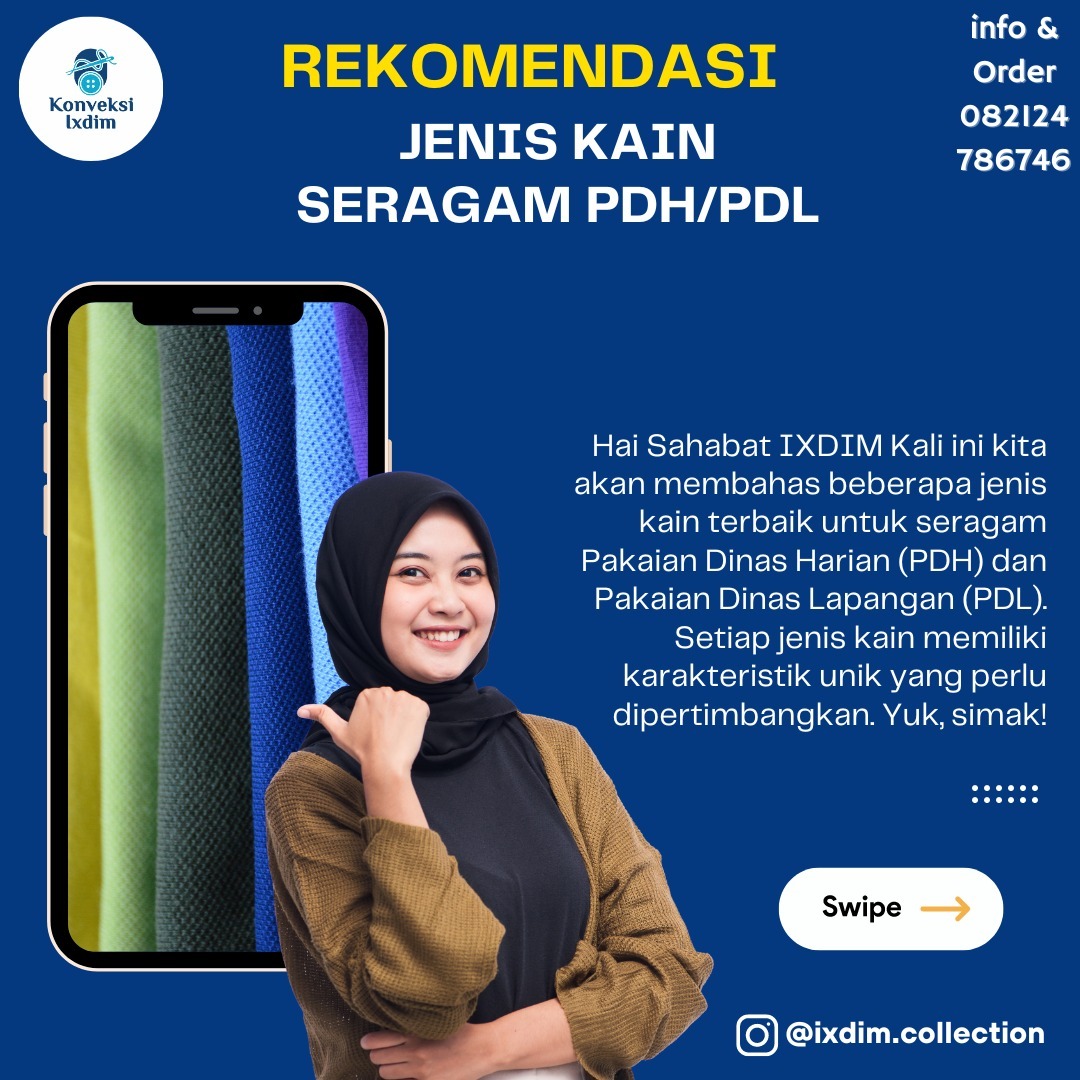 Konveksi
Ixdim
REKOMENDASI
JENIS KAIN
SERAGAM PDH/PDL
info &
Order
082124
786746
Hai Sahabat IXDIM Kali ini kita
akan membahas beberapa jenis
kain terbaik untuk seragam
Pakaian Dinas Harian (PDH) dan
Pakaian Dinas Lapangan (PDL).
Setiap jenis kain memiliki
karakteristik unik yang perlu
dipertimbangkan. Yuk, simak!
Swipe
@ixdim.collection